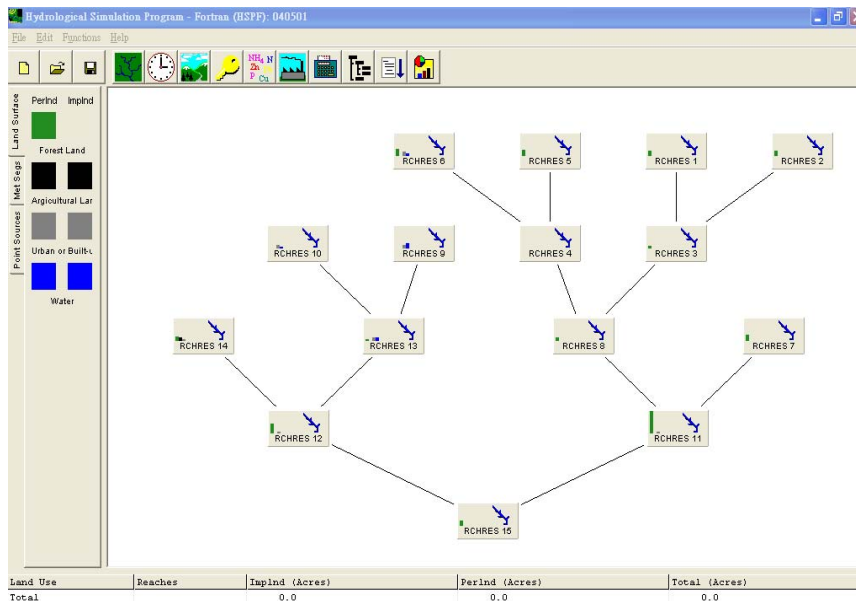 Hydrological Simulation Program - Fortran (HSPF): 040501
File Edit Functions Help
NH4 N
Zn
P Cu
Land Surface
Met Segs
Point Sources
PerInd ImpInd
Forest Land
Argicultural Lar
Urban or Built-u
Water
RCHRES 6 RCHRES 5 RCHRES 1 RCHRES 2
RCHRES 10 RCHRES 9 RCHRES 4 RCHRES 3
RCHRES 14 RCHRES 13 RCHRES 8 RCHRES 7
RCHRES 12 RCHRES 11
RCHRES 15
Land Use Reaches ImpInd (Acres) PerInd (Acres) Total (Acres)
Total 0.0 0.0 0.0